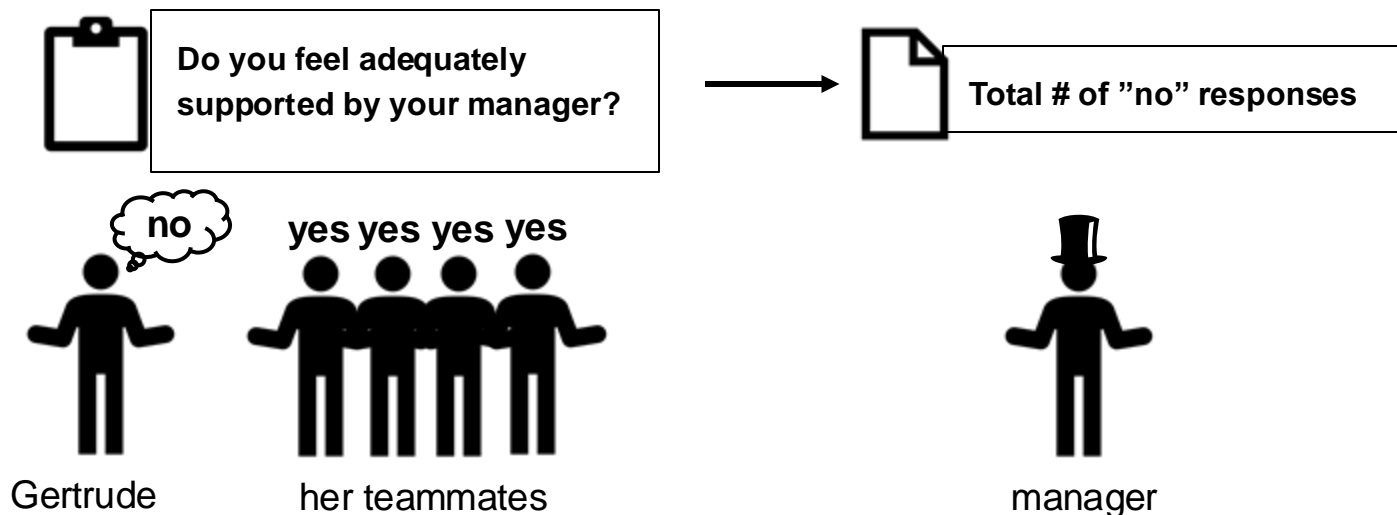 Do you feel adequately
supported by your manager?
Total # of ”no” responses
no
yes yes yes yes
Gertrude
her teammates
manager